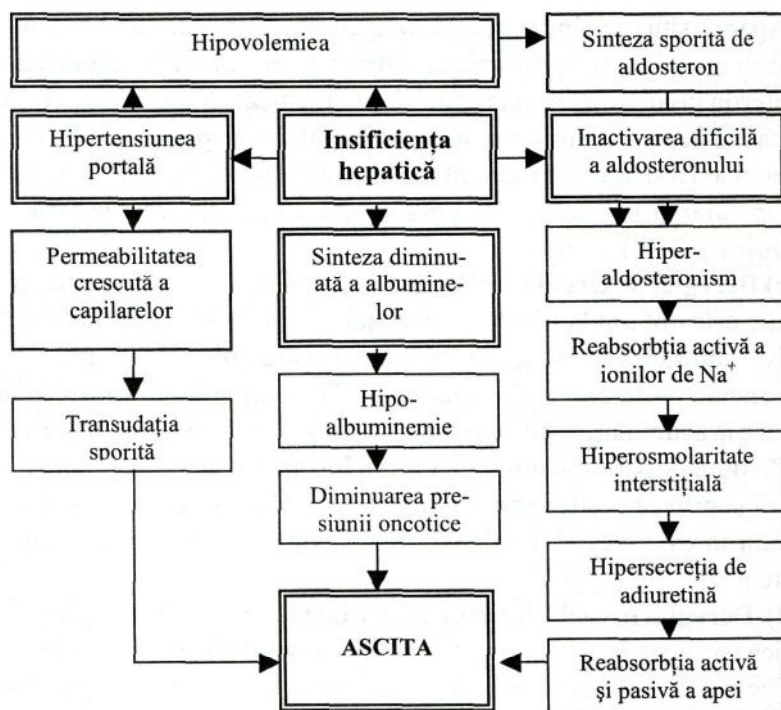 Hipovolemiea
Sinteza sporită de
aldosteron
Hipertensiunea
portală
Insificiența
hepatică
Inactivarea dificilă
a aldosteronului
Permeabilitatea
crescută a
capilarelor
Sinteza diminu-
ată a albumine-
lor
Hiper-
aldosteronism
Reabsorbția activă a
ionilor de Na⁺
Transudația
sporită
Hipo-
albuminemie
Hiperosmolaritate
interstițială
Diminuarea pre-
siunii oncotice
Hipersecreția de
adiuretină
ASCITA
Reabsorbția activă
și pasivă a apei